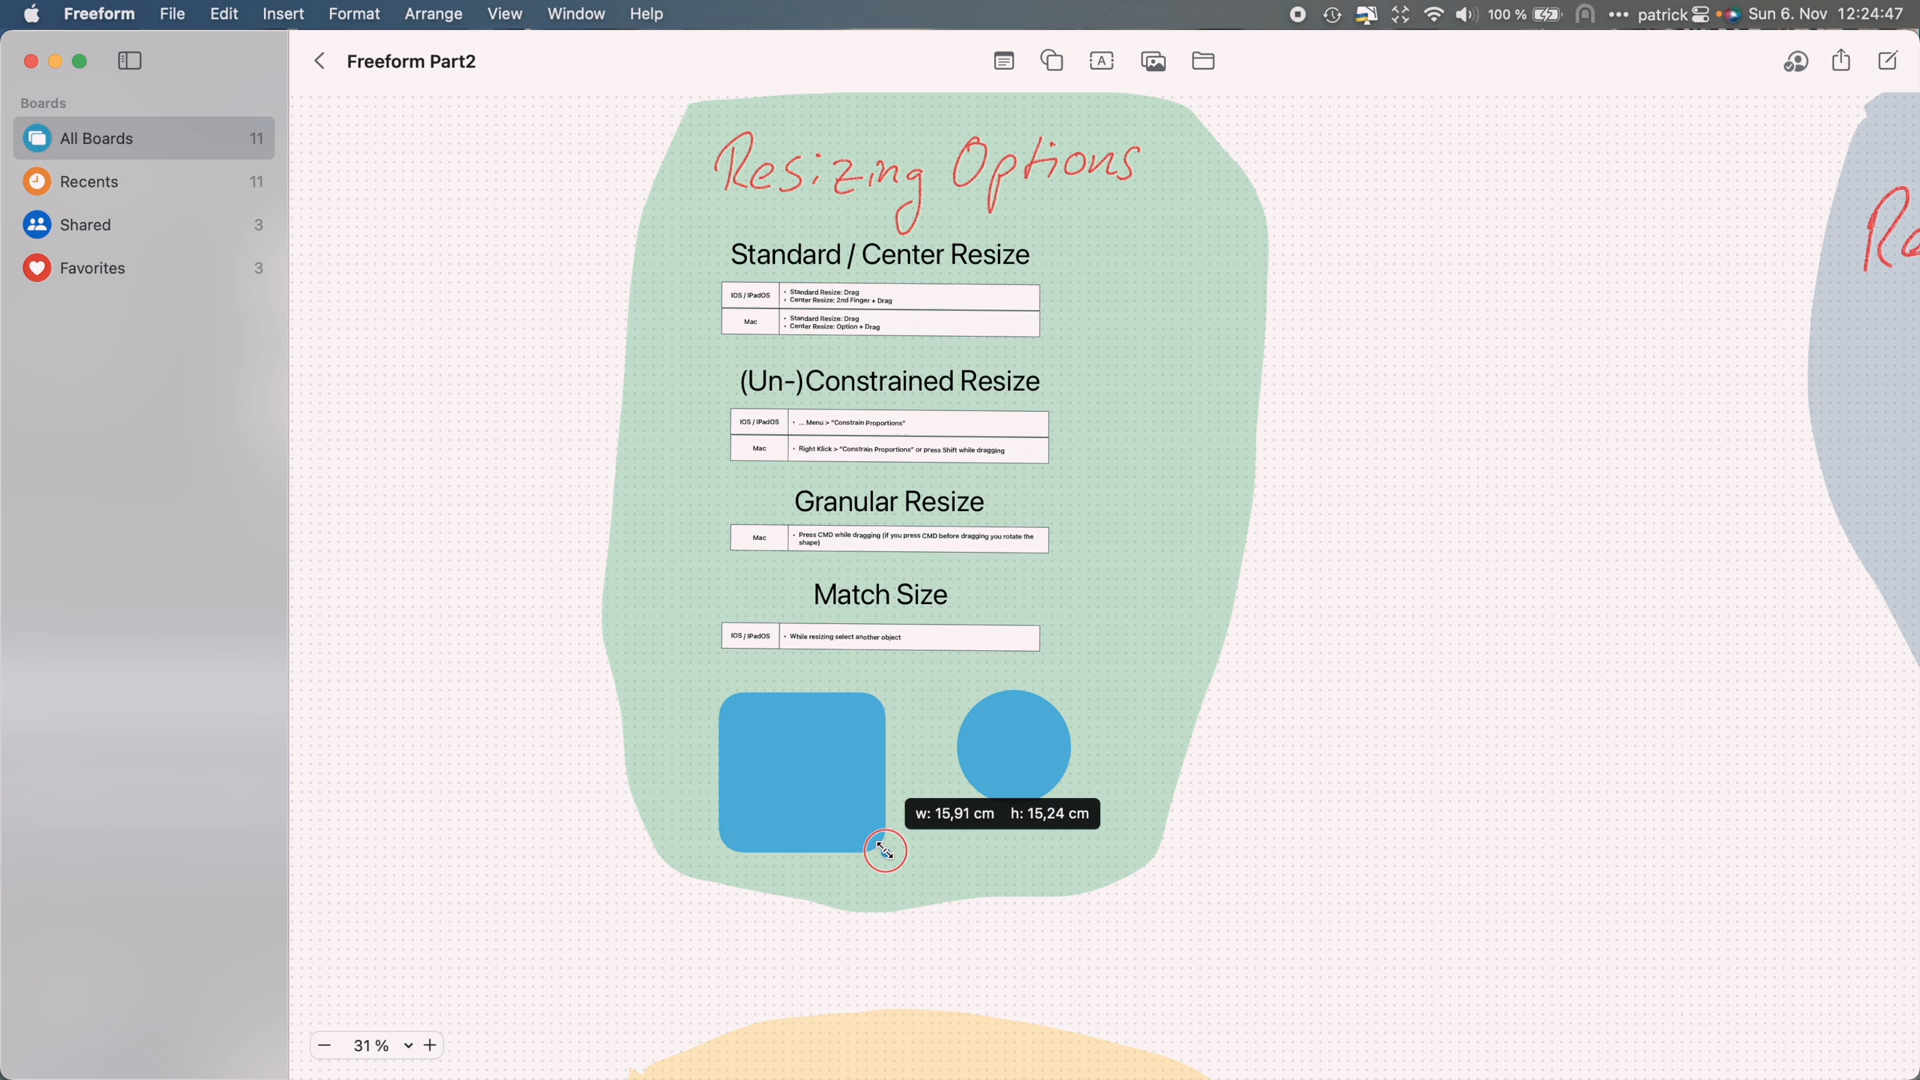 Freeform File Edit Insert Format Arrange View Window Help 100 % patrick Sun 6. Nov 12:24:47
Freeform Part2
Boards
All Boards 11
Recents 11
Shared 3
Favorites 3
Resizing Options
Standard / Center Resize
IOS / IPadOS
• Standard Resize: Drag
• Center Resize: 2nd Finger + Drag
Mac
• Standard Resize: Drag
• Center Resize: Option + Drag
(Un-)Constrained Resize
IOS / IPadOS
• ... Menu > "Constrain Proportions"
Mac
• Right Klick > "Constrain Proportions" or press Shift while dragging
Granular Resize
Mac
• Press CMD while dragging (if you press CMD before dragging you rotate the
shape)
Match Size
IOS / IPadOS
• While resizing select another object
w: 15,91 cm h: 15,24 cm
31 %